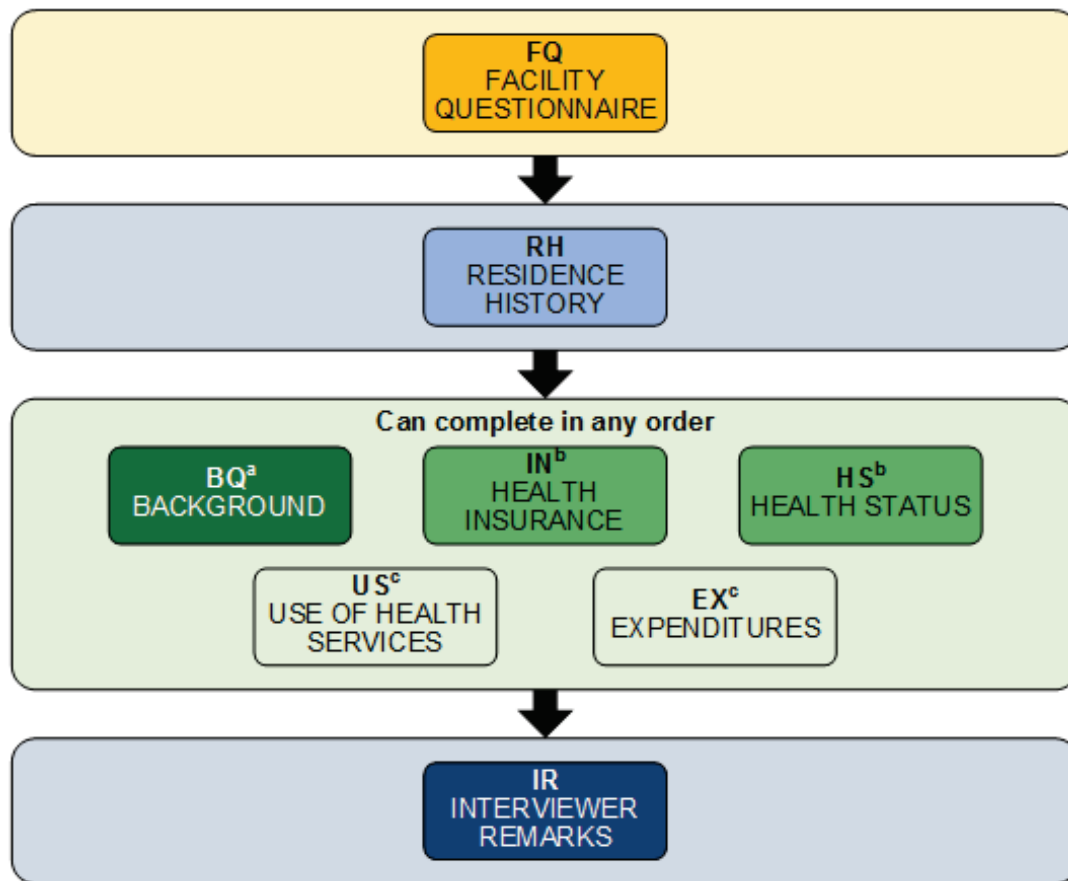 FQ
FACILITY
QUESTIONNAIRE
RH
RESIDENCE
HISTORY
Can complete in any order
BQᵃ
BACKGROUND
INᵇ
HEALTH
INSURANCE
HSᵇ
HEALTH STATUS
USᶜ
USE OF HEALTH
SERVICES
EXᶜ
EXPENDITURES
IR
INTERVIEWER
REMARKS